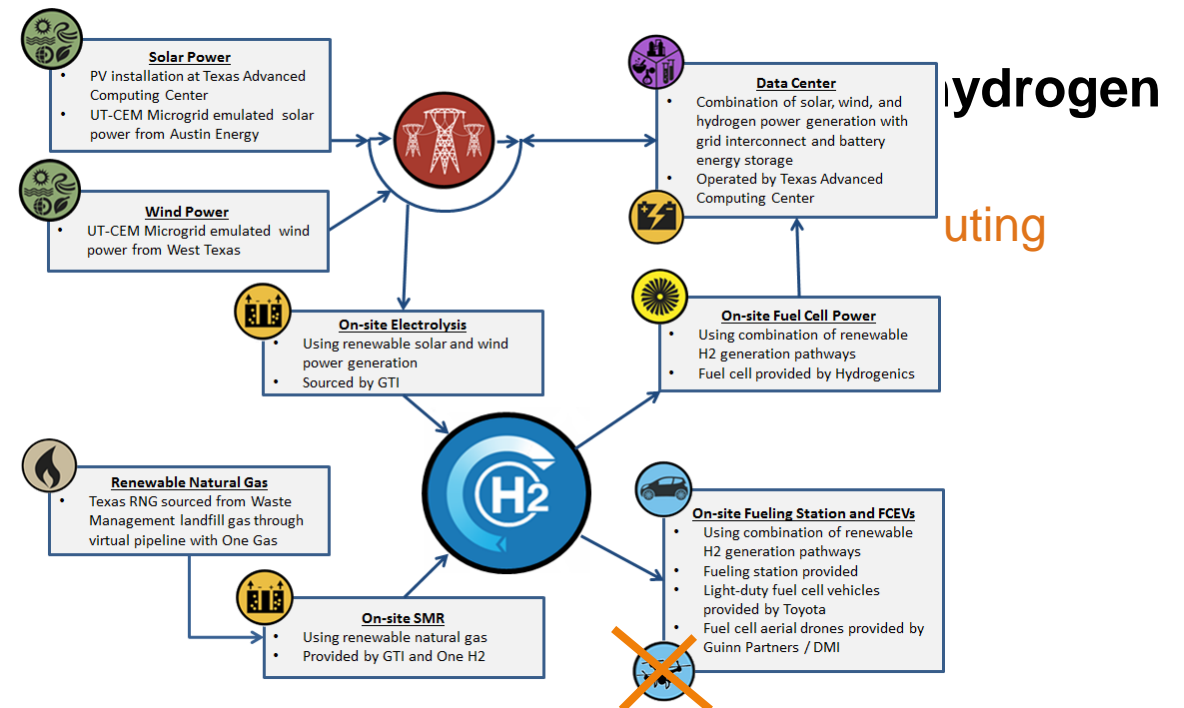 Solar Power
• PV installation at Texas Advanced
Computing Center
• UT-CEM Microgrid emulated solar
power from Austin Energy
Wind Power
• UT-CEM Microgrid emulated wind
power from West Texas
Data Center
• Combination of solar, wind, and
hydrogen power generation with
grid interconnect and battery
energy storage
• Operated by Texas Advanced
Computing Center
ydrogen
uting
On-site Electrolysis
• Using renewable solar and wind
power generation
• Sourced by GTI
On-site Fuel Cell Power
• Using combination of renewable
H2 generation pathways
• Fuel cell provided by Hydrogenics
H2
Renewable Natural Gas
• Texas RNG sourced from Waste
Management landfill gas through
virtual pipeline with One Gas
On-site SMR
• Using renewable natural gas
• Provided by GTI and One H2
On-site Fueling Station and FCEVs
• Using combination of renewable
H2 generation pathways
• Fueling station provided
• Light-duty fuel cell vehicles
provided by Toyota
• Fuel cell aerial drones provided by
Guinn Partners / DMI